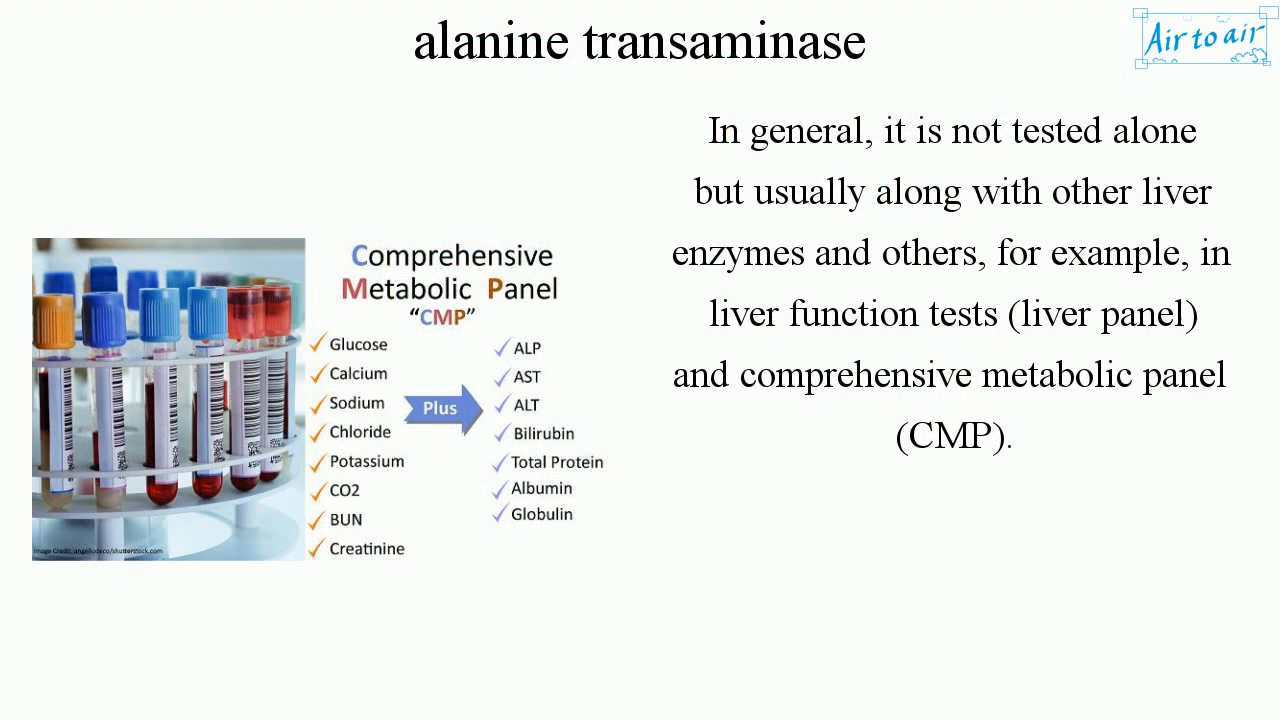 alanine transaminase
Air to air
In general, it is not tested alone
but usually along with other liver
enzymes and others, for example, in
liver function tests (liver panel)
and comprehensive metabolic panel
(CMP).
Comprehensive
Metabolic Panel
“CMP”
Glucose
Calcium
Sodium
Chloride
Potassium
CO2
BUN
Creatinine
Plus
ALP
AST
ALT
Bilirubin
Total Protein
Albumin
Globulin
Image Credit: angellodeco/shutterstock.com